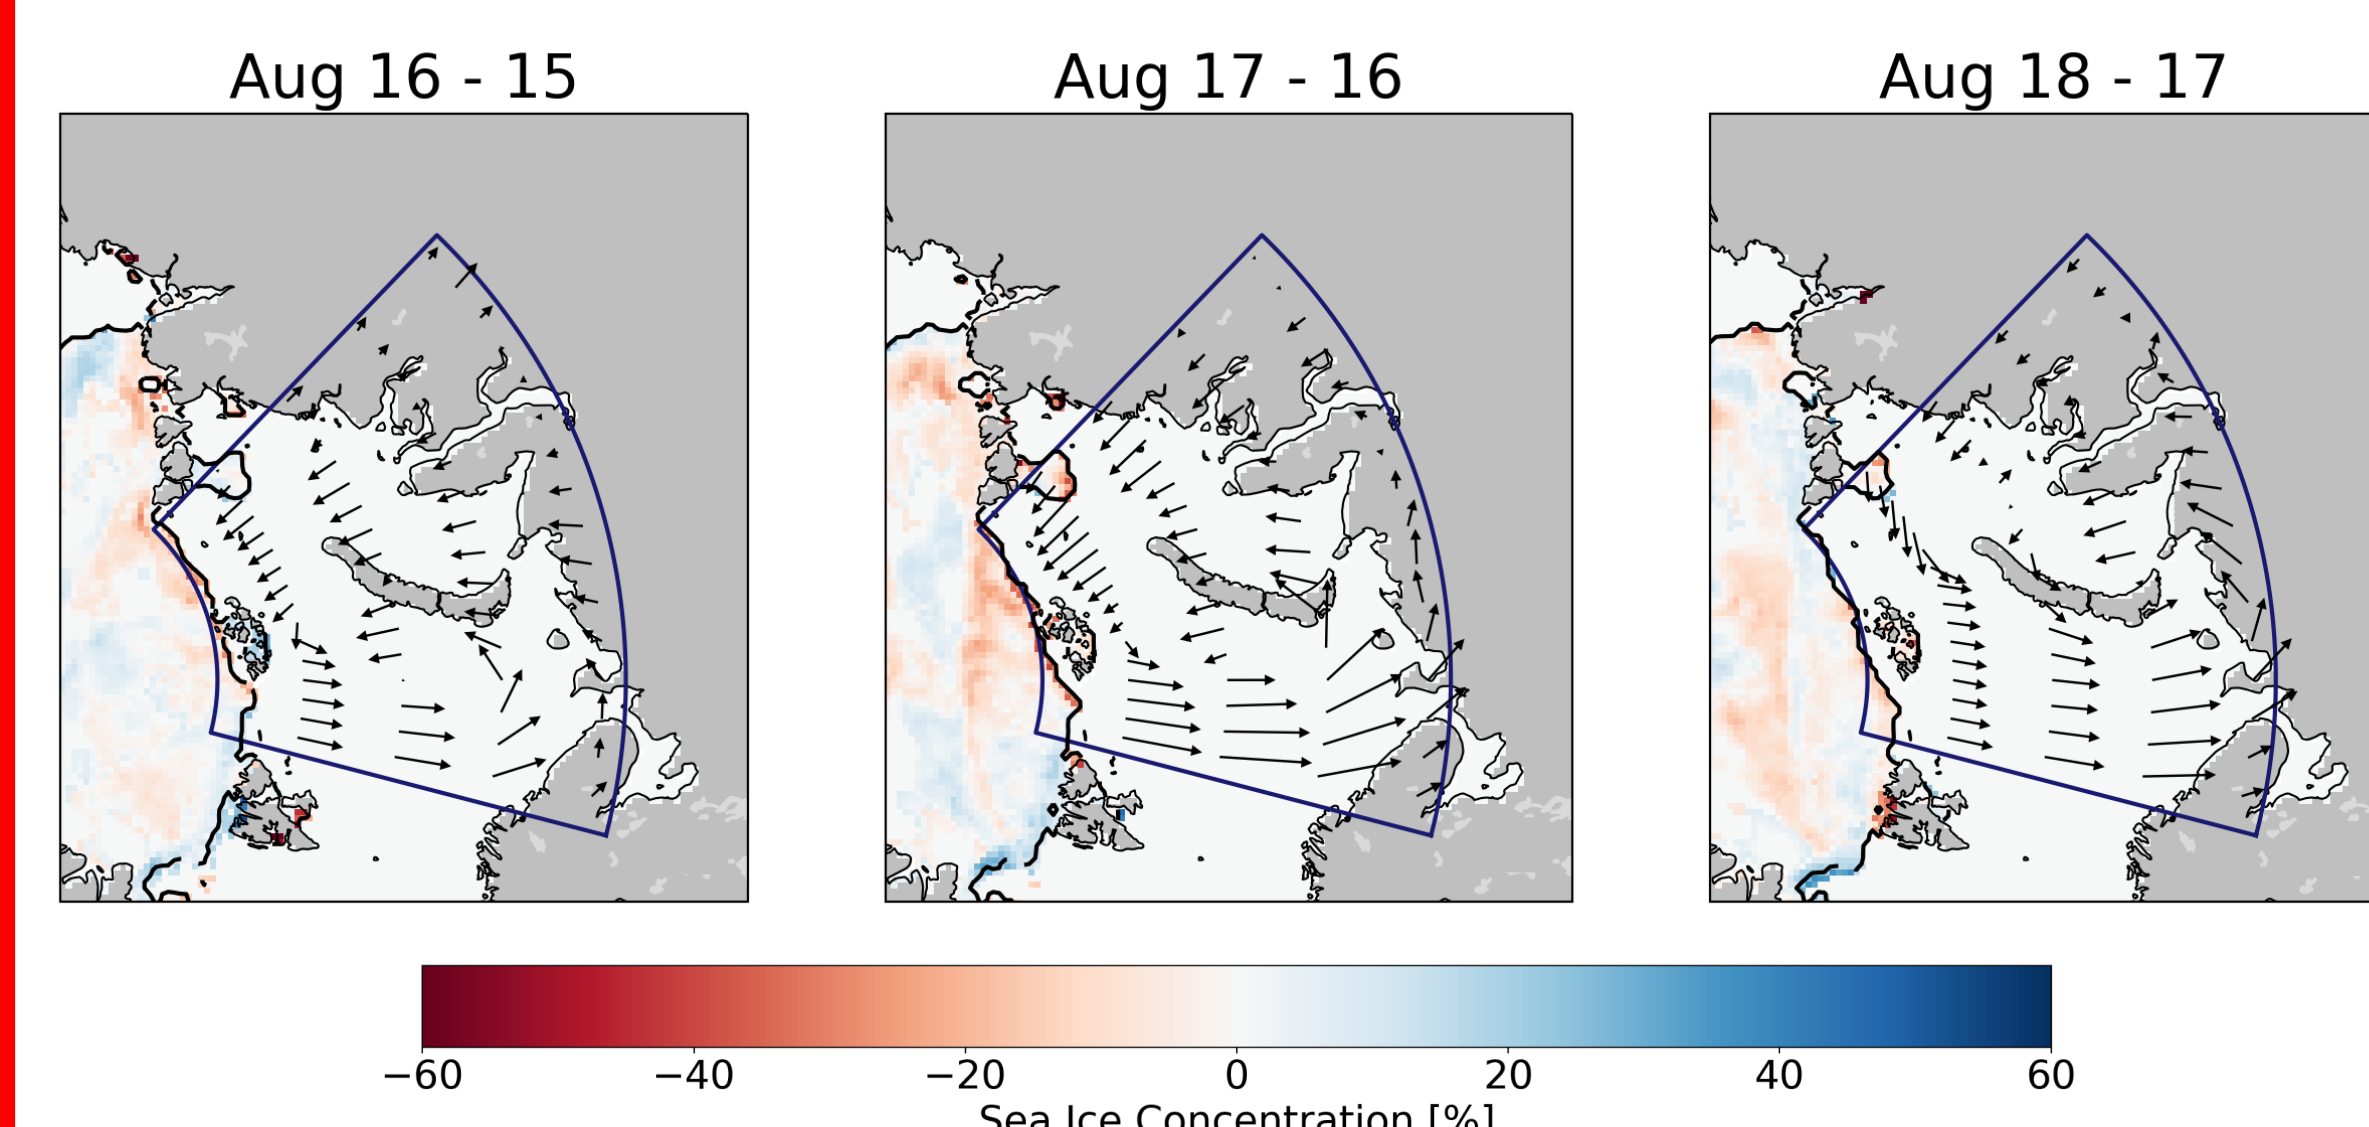 Aug 16 - 15
Aug 17 - 16
Aug 18 - 17
−60 −40 −20 0 20 40 60
Sea Ice Concentration [%]